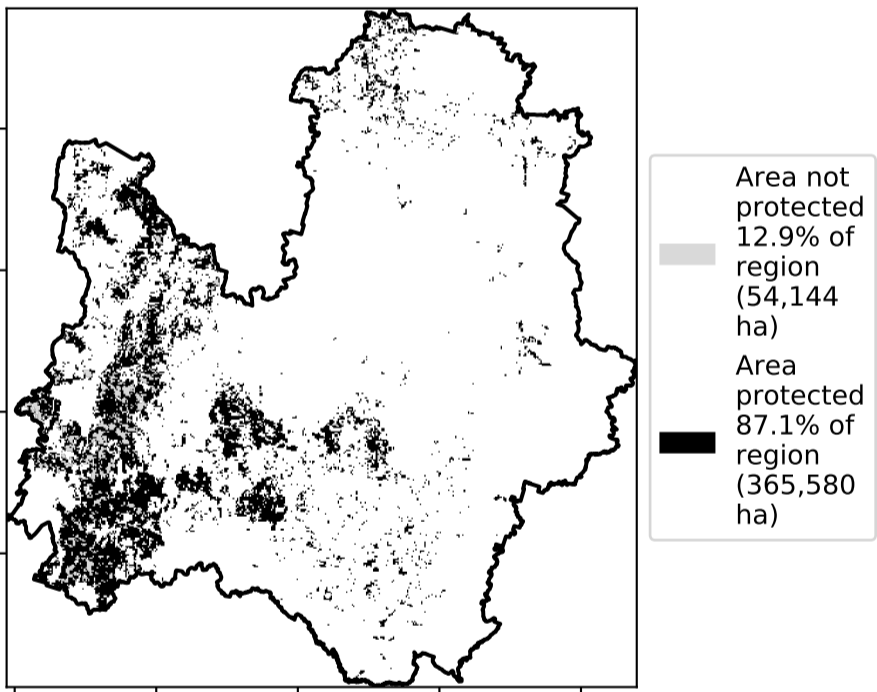 Area not
protected
12.9% of
region
(54,144
ha)
Area
protected
87.1% of
region
(365,580
ha)